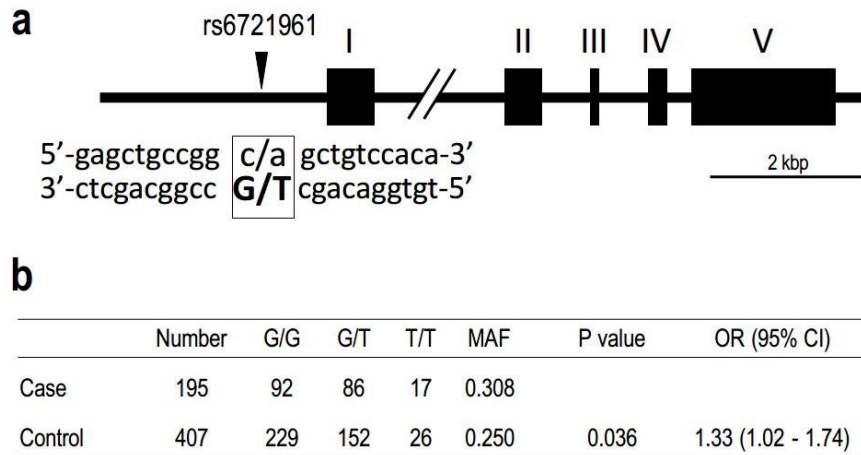 a
rs6721961
I II III IV V
5’-gagctgccgg c/a gctgtccaca-3’
3’-ctcgacggcc G/T cgacaggtgt-5’
2 kbp
b
Number G/G G/T T/T MAF P value OR (95% CI)
Case 195 92 86 17 0.308
Control 407 229 152 26 0.250 0.036 1.33 (1.02 - 1.74)